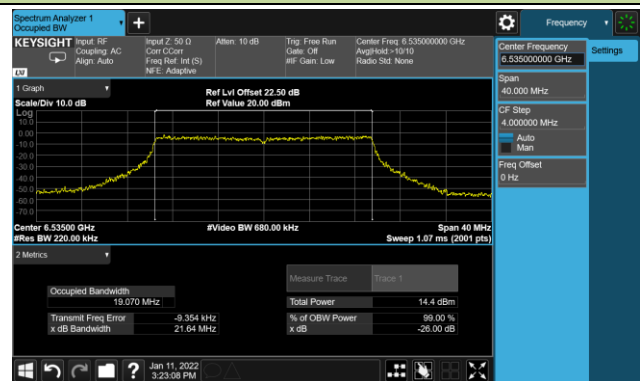 Spectrum Analyzer 1
Occupied BW
+
Frequency
KEYSIGHT
Input: RF
Coupling: AC
Align: Auto
Input Z: 50 Ω
Corr CCorr
Freq Ref: Int (S)
NFE: Adaptive
Atten: 10 dB
Trig: Free Run
Gate: Off
#IF Gain: Low
Center Freq: 6.535000000 GHz
Avg|Hold:>10/10
Radio Std: None
LXI
Center Frequency
6.535000000 GHz
Settings
Span
40.000 MHz
CF Step
4.000000 MHz
Auto
Man
Freq Offset
0 Hz
1 Graph
Scale/Div 10.0 dB
Ref Lvl Offset 22.50 dB
Ref Value 20.00 dBm
Log
10.0
0.00
-10.0
-20.0
-30.0
-40.0
-50.0
-60.0
-70.0
Center 6.53500 GHz
#Video BW 680.00 kHz
Span 40 MHz
#Res BW 220.00 kHz
Sweep 1.07 ms (2001 pts)
2 Metrics
Measure Trace
Trace 1
Occupied Bandwidth
19.070 MHz
Total Power
14.4 dBm
Transmit Freq Error
-9.354 kHz
% of OBW Power
99.00 %
x dB Bandwidth
21.64 MHz
x dB
-26.00 dB
?
Jan 11, 2022
3:23:08 PM